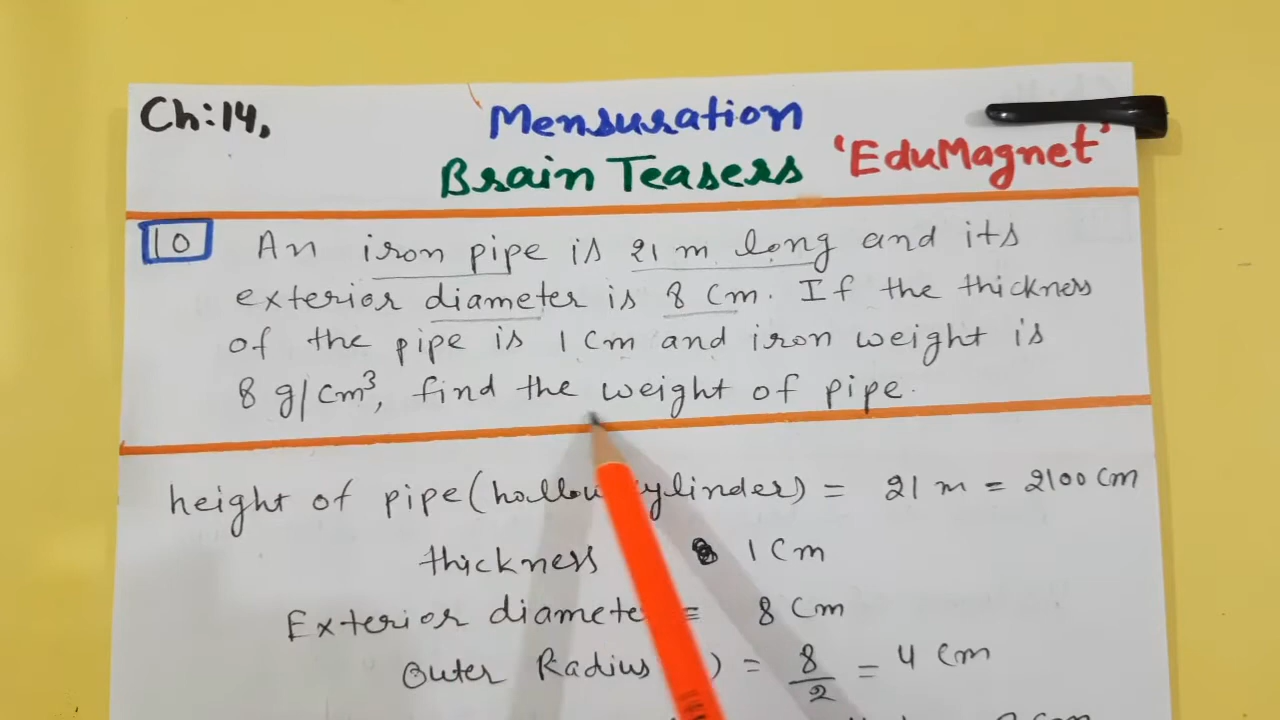 Ch:14,
Mensuration
Brain Teasers 'EduMagnet'
10 An iron pipe is 21 m long and its
exterior diameter is 8 cm. If the thickness
of the pipe is 1 cm and iron weight is
8 g/cm³, find the weight of pipe.
height of pipe (hollow cylinder) = 21 m = 2100 cm
thickness 1 cm
Exterior diameter = 8 cm
Outer Radius ) = 8/2 = 4 cm